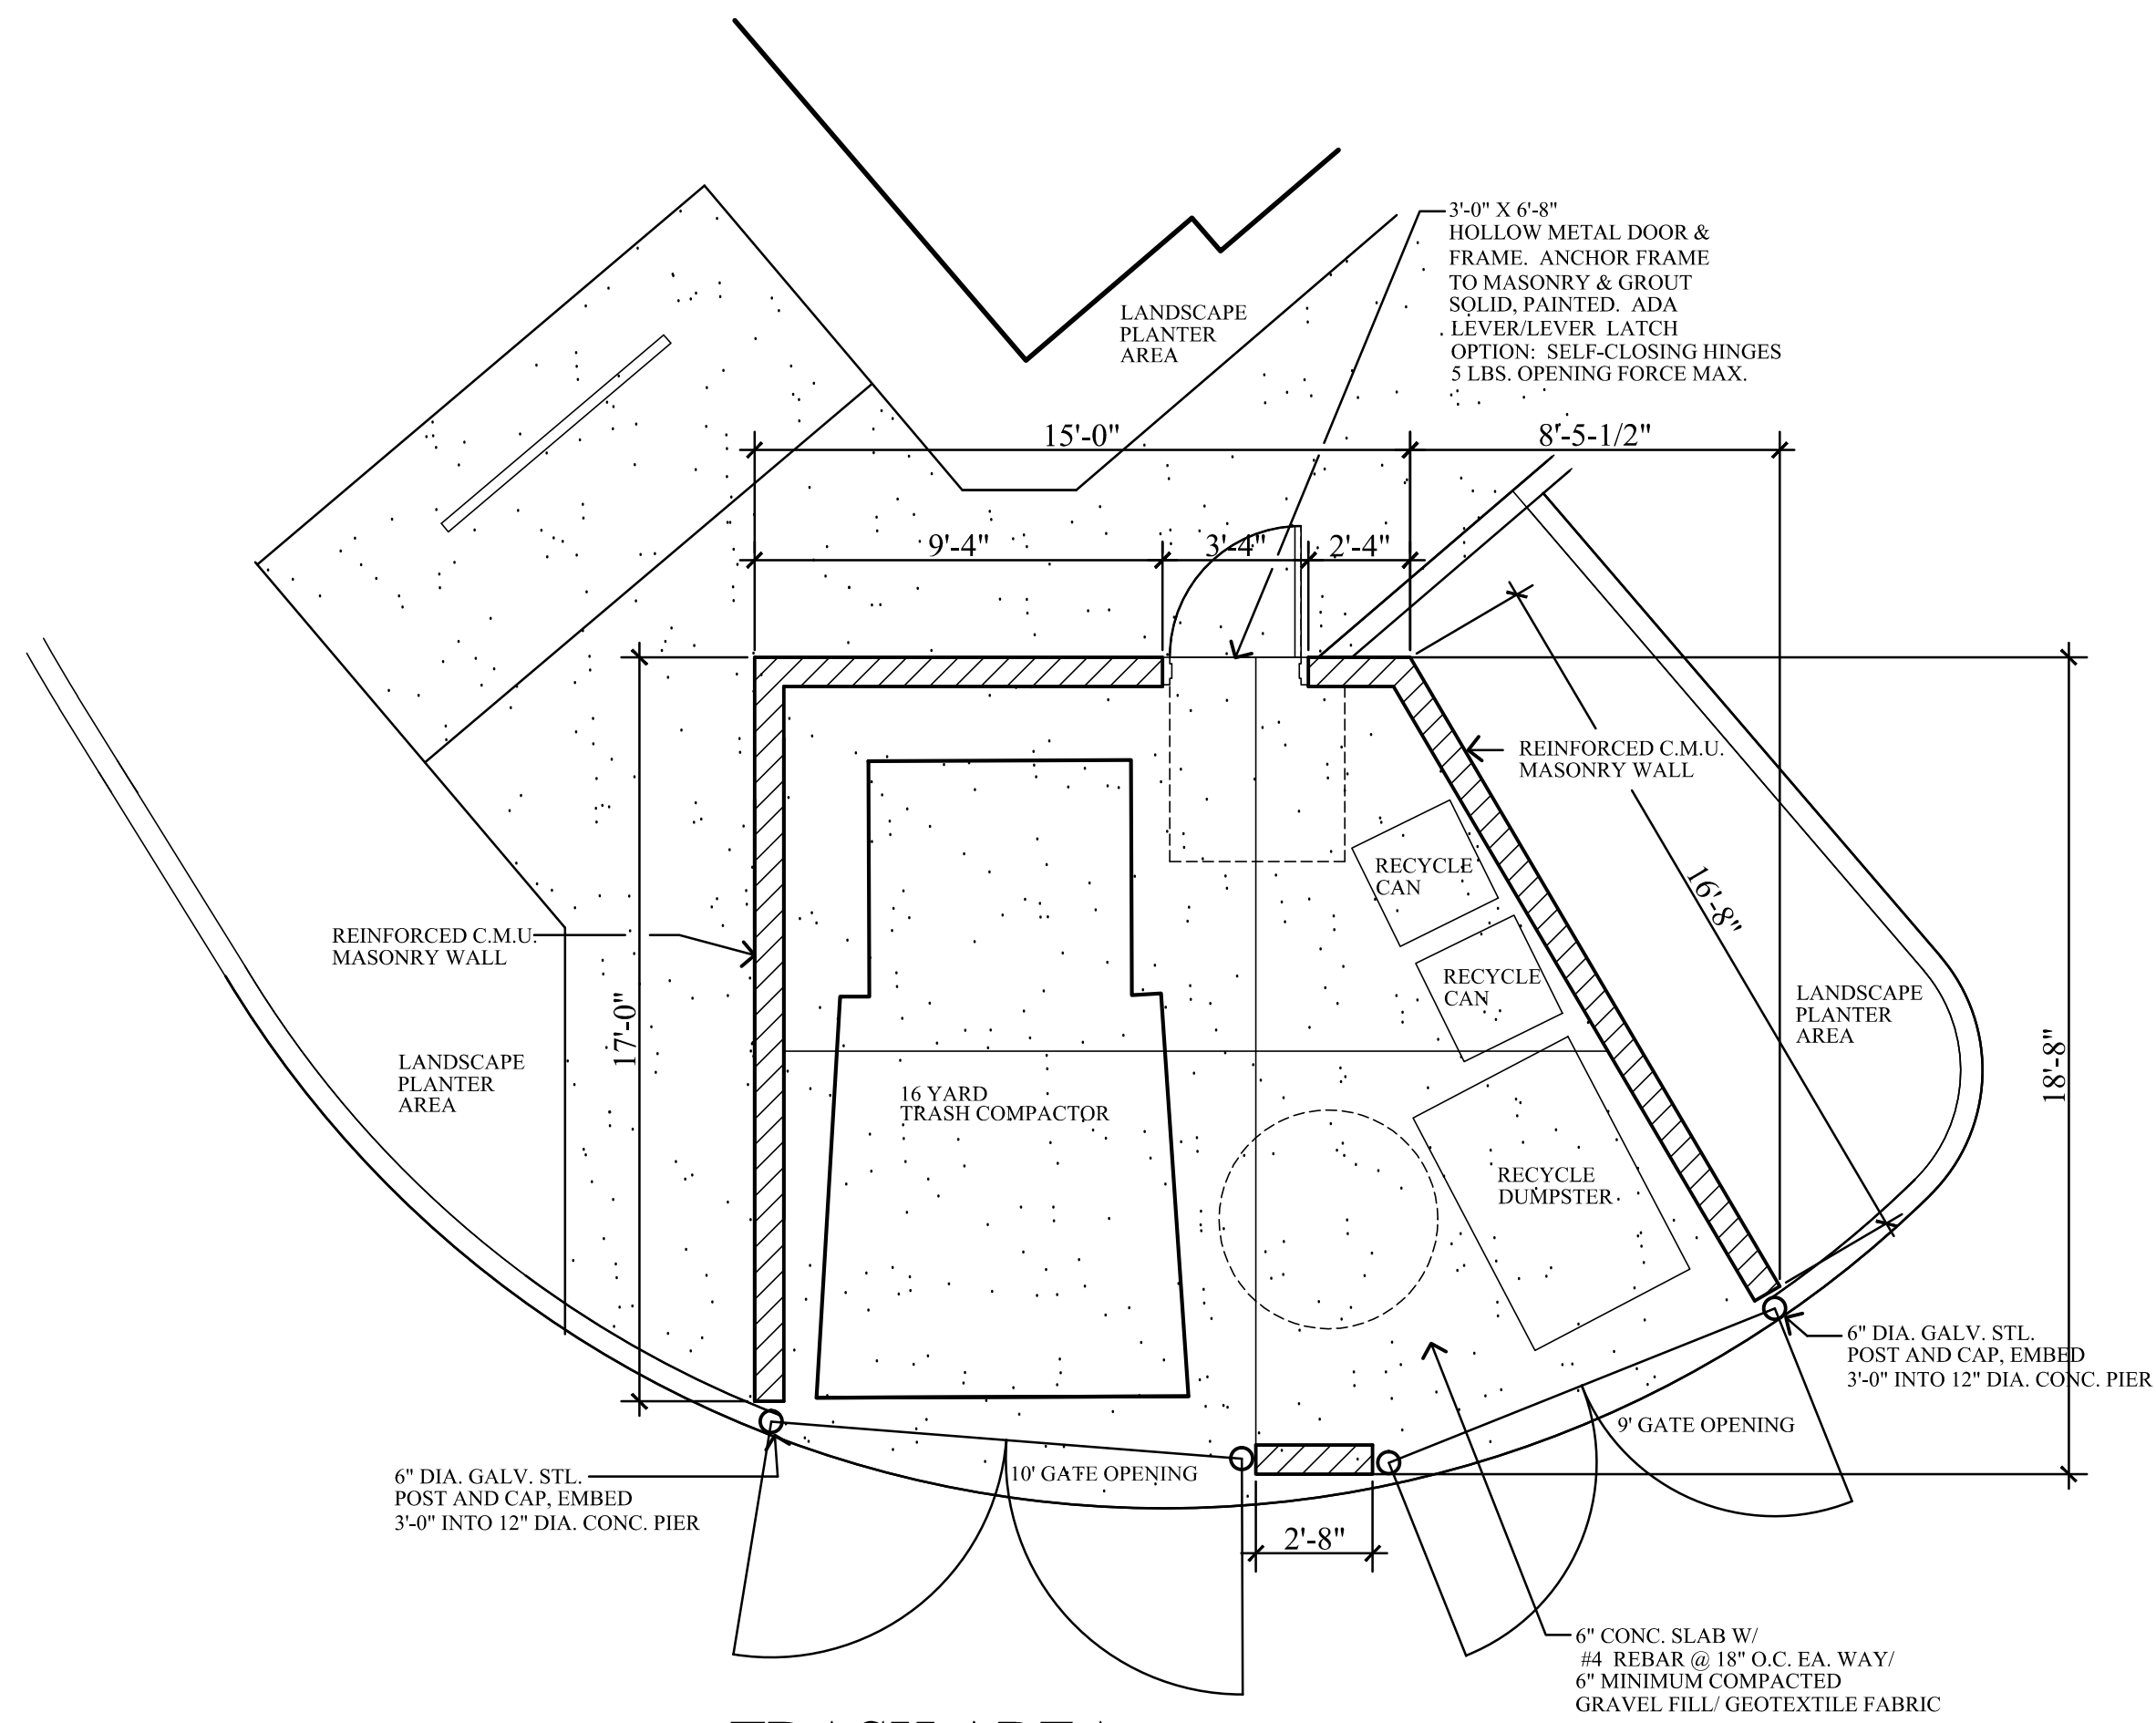 3'-0" X 6'-8"
HOLLOW METAL DOOR &
FRAME.  ANCHOR FRAME
TO MASONRY & GROUT
SOLID, PAINTED.  ADA
LEVER/LEVER  LATCH
OPTION:  SELF-CLOSING HINGES
5 LBS. OPENING FORCE MAX.
LANDSCAPE
PLANTER
AREA
15'-0"
8'-5-1/2"
9'-4"
3'-4"
2'-4"
REINFORCED C.M.U.
MASONRY WALL
RECYCLE
CAN
16'-8"
REINFORCED C.M.U.
MASONRY WALL
RECYCLE
CAN
LANDSCAPE
PLANTER
AREA
17'-0"
18'-8"
LANDSCAPE
PLANTER
AREA
16 YARD
TRASH COMPACTOR
RECYCLE
DUMPSTER
6" DIA. GALV. STL.
POST AND CAP, EMBED
3'-0" INTO 12" DIA. CONC. PIER
9' GATE OPENING
10' GATE OPENING
6" DIA. GALV. STL.
POST AND CAP, EMBED
3'-0" INTO 12" DIA. CONC. PIER
2'-8"
6" CONC. SLAB W/
#4  REBAR @ 18" O.C. EA. WAY/
6" MINIMUM COMPACTED
GRAVEL FILL/ GEOTEXTILE FABRIC